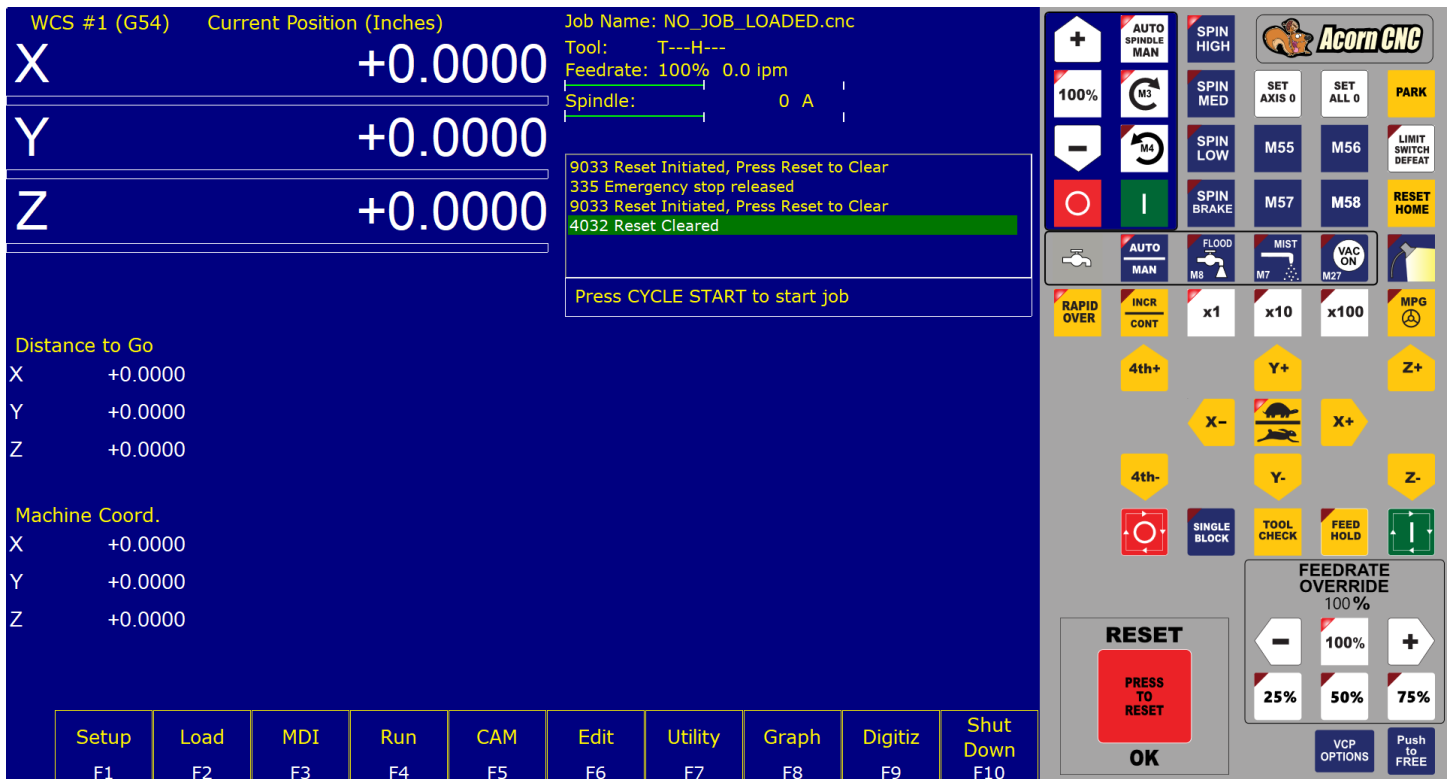 WCS #1 (G54) Current Position (Inches)
X +0.0000
Y +0.0000
Z +0.0000
Job Name: NO_JOB_LOADED.cnc
Tool: T---H---
Feedrate: 100% 0.0 ipm
Spindle: 0 A
9033 Reset Initiated, Press Reset to Clear
335 Emergency stop released
9033 Reset Initiated, Press Reset to Clear
4032 Reset Cleared
Press CYCLE START to start job
Distance to Go
X +0.0000
Y +0.0000
Z +0.0000
Machine Coord.
X +0.0000
Y +0.0000
Z +0.0000
Setup Load MDI Run CAM Edit Utility Graph Digitiz Shut
Down
F1 F2 F3 F4 F5 F6 F7 F8 F9 F10
+
AUTO
SPINDLE
MAN
SPIN
HIGH
Acorn CNC
100%
M3
SPIN
MED
SET
AXIS 0
SET
ALL 0
PARK
-
M4
SPIN
LOW
M55
M56
LIMIT
SWITCH
DEFEAT
SPIN
BRAKE
M57
M58
RESET
HOME
AUTO
MAN
FLOOD
M8
MIST
M7
VAC
ON
M27
RAPID
OVER
INCR
CONT
x1
x10
x100
MPG
4th+
Y+
Z+
X-
X+
4th-
Y-
Z-
SINGLE
BLOCK
TOOL
CHECK
FEED
HOLD
FEEDRATE
OVERRIDE
100%
-
100%
+
25%
50%
75%
RESET
PRESS
TO
RESET
OK
VCP
OPTIONS
Push
to
FREE